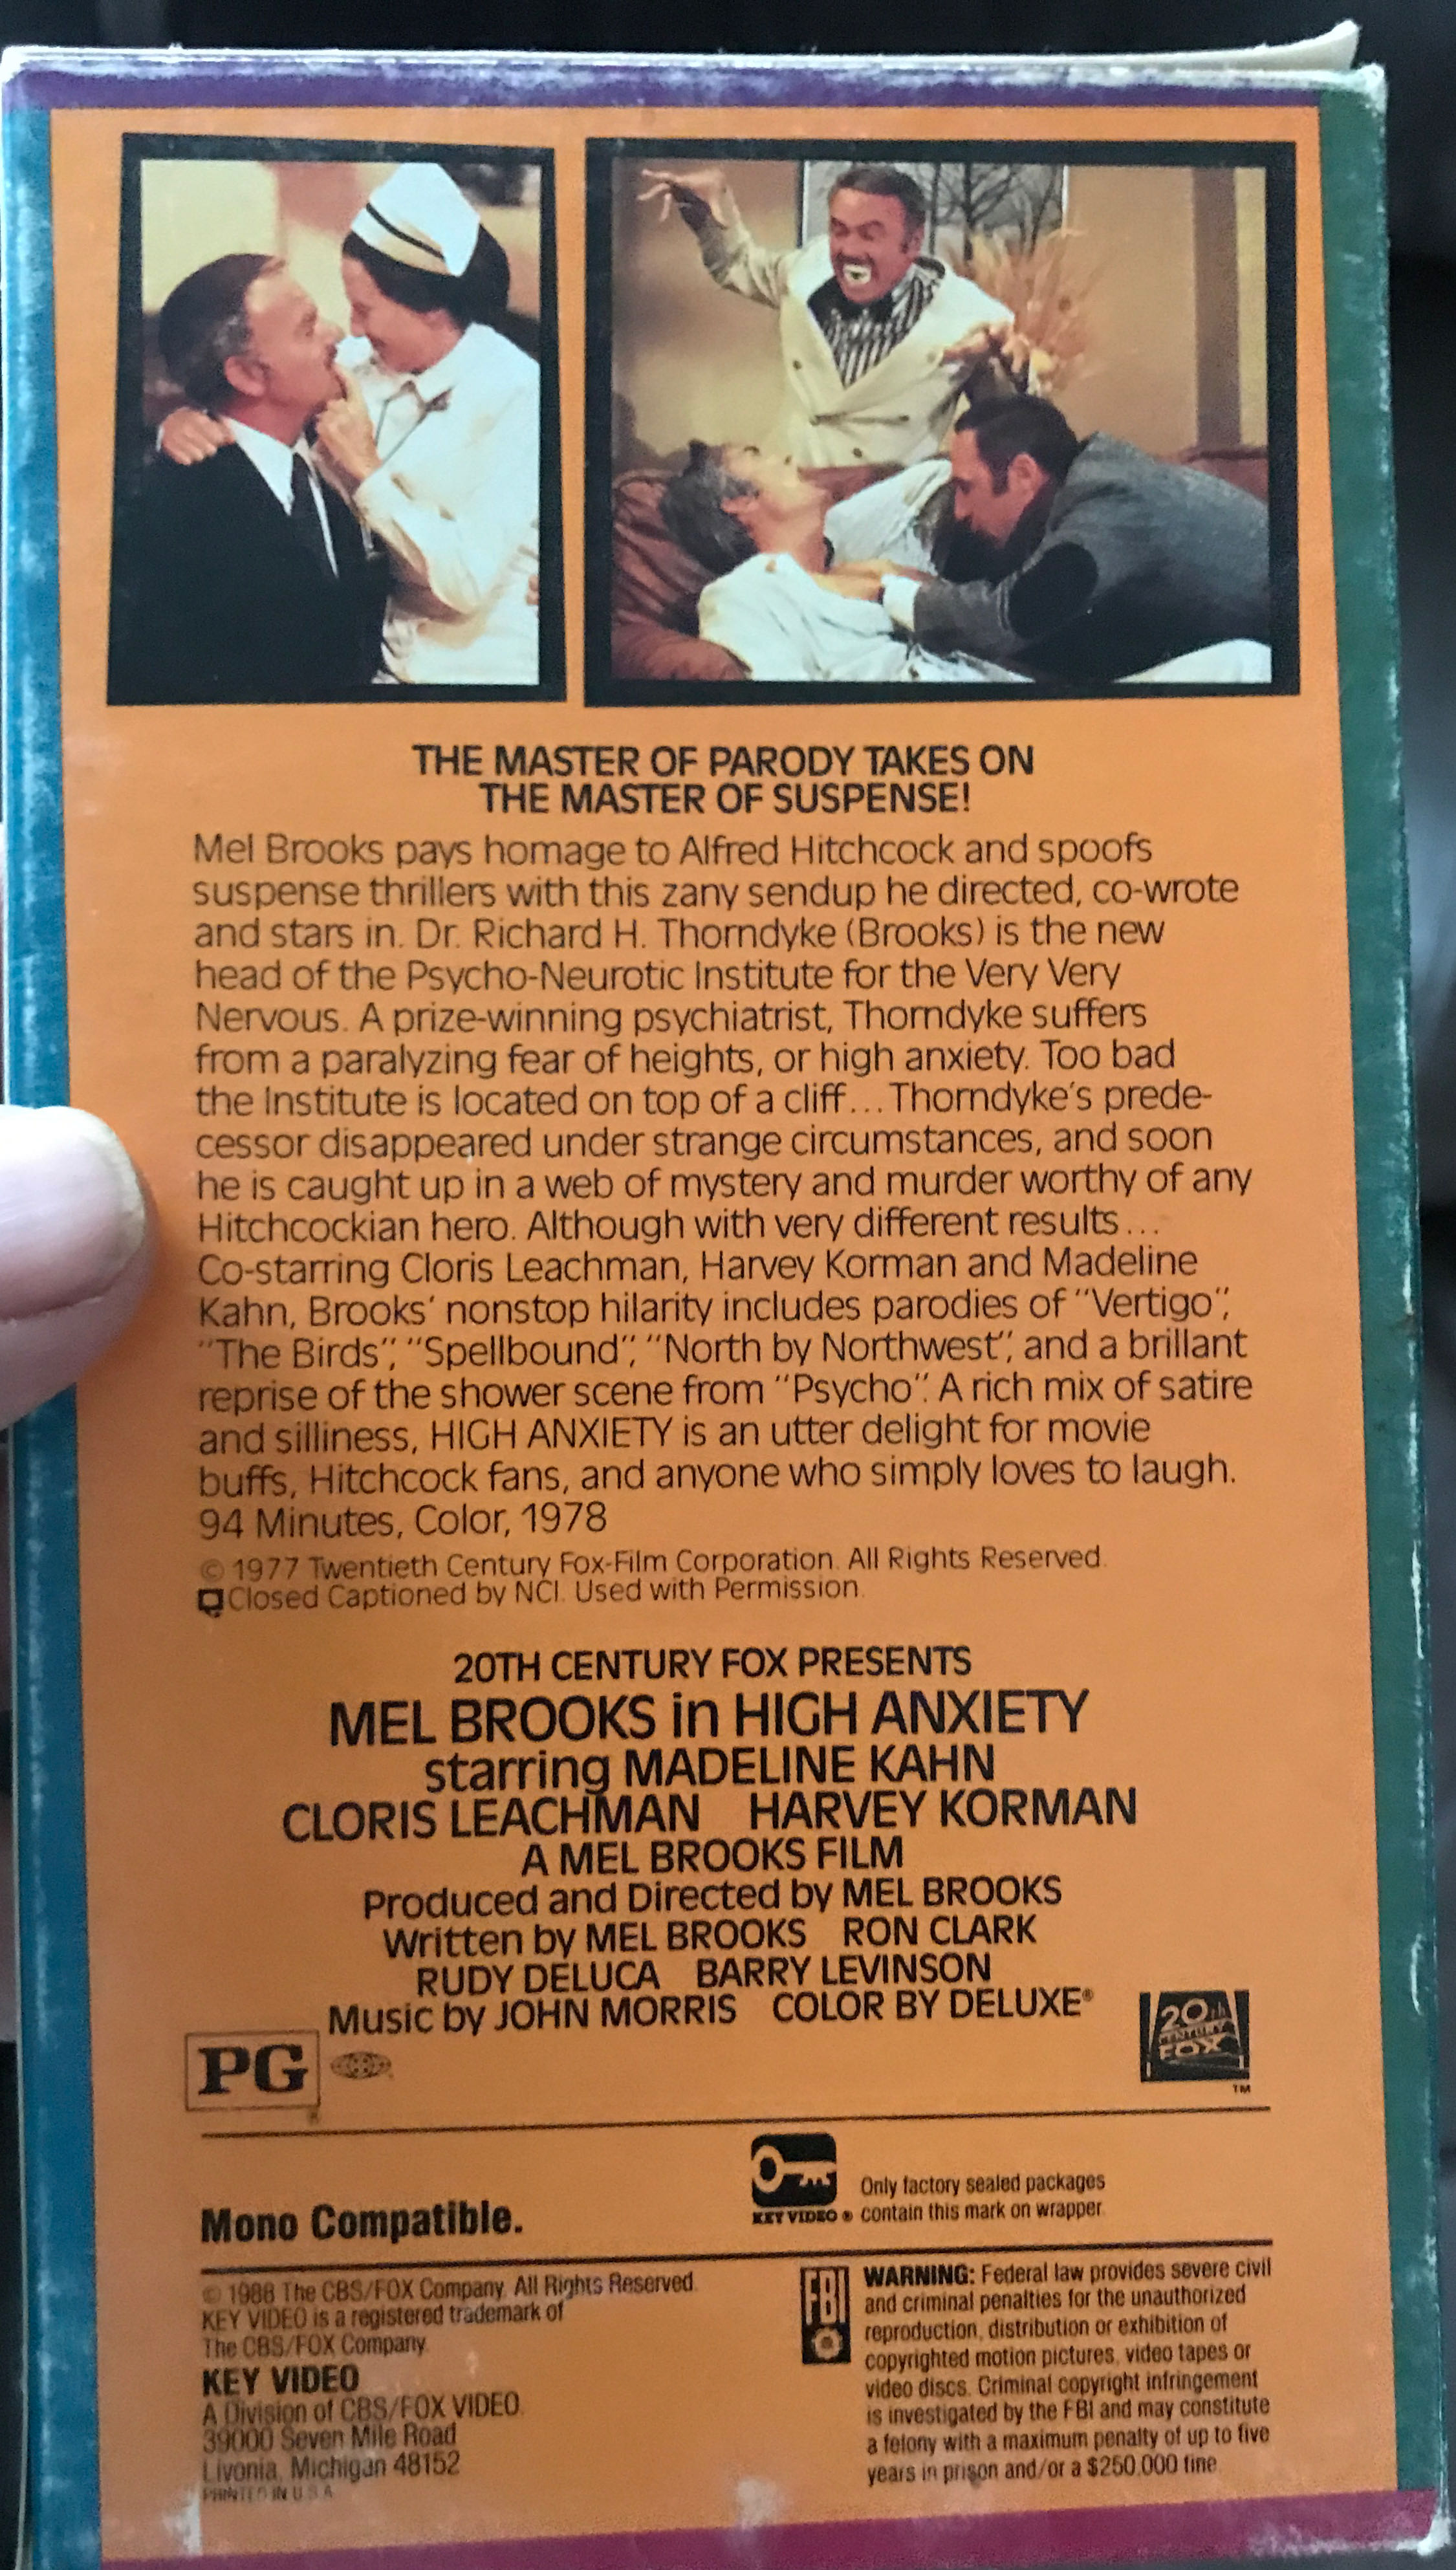 THE MASTER OF PARODY TAKES ON
THE MASTER OF SUSPENSE!
Mel Brooks pays homage to Alfred Hitchcock and spoofs
suspense thrillers with this zany sendup he directed, co-wrote
and stars in. Dr. Richard H. Thorndyke (Brooks) is the new
head of the Psycho-Neurotic Institute for the Very Very
Nervous. A prize-winning psychiatrist, Thorndyke suffers
from a paralyzing fear of heights, or high anxiety. Too bad
the Institute is located on top of a cliff...Thorndyke's prede-
cessor disappeared under strange circumstances, and soon
he is caught up in a web of mystery and murder worthy of any
Hitchcockian hero. Although with very different results...
Co-starring Cloris Leachman, Harvey Korman and Madeline
Kahn, Brooks' nonstop hilarity includes parodies of "Vertigo",
"The Birds", "Spellbound", "North by Northwest", and a brillant
reprise of the shower scene from "Psycho". A rich mix of satire
and silliness, HIGH ANXIETY is an utter delight for movie
buffs, Hitchcock fans, and anyone who simply loves to laugh.
94 Minutes, Color, 1978
© 1977 Twentieth Century Fox-Film Corporation. All Rights Reserved.
Closed Captioned by NCI. Used with Permission.
20TH CENTURY FOX PRESENTS
MEL BROOKS in HIGH ANXIETY
starring MADELINE KAHN
CLORIS LEACHMAN HARVEY KORMAN
A MEL BROOKS FILM
Produced and Directed by MEL BROOKS
Written by MEL BROOKS RON CLARK
RUDY DELUCA BARRY LEVINSON
Music by JOHN MORRIS COLOR BY DELUXE®
PG
20th
CENTURY
FOX
TM
Mono Compatible.
KEY VIDEO ®
Only factory sealed packages
contain this mark on wrapper.
© 1988 The CBS/FOX Company. All Rights Reserved.
KEY VIDEO is a registered trademark of
The CBS/FOX Company.
KEY VIDEO
A Division of CBS/FOX VIDEO
39000 Seven Mile Road
Livonia, Michigan 48152
PRINTED IN U.S.A.
FBI
WARNING: Federal law provides severe civil
and criminal penalties for the unauthorized
reproduction, distribution or exhibition of
copyrighted motion pictures, video tapes or
video discs. Criminal copyright infringement
is investigated by the FBI and may constitute
a felony with a maximum penalty of up to five
years in prison and/or a $250,000 fine.